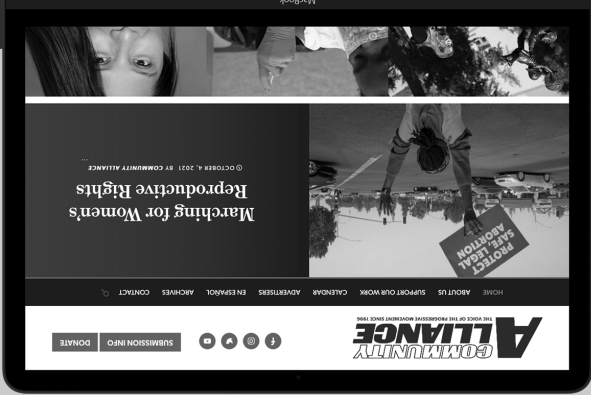 COMMUNITY
ALLIANCE
THE VOICE OF THE PROGRESSIVE MOVEMENT SINCE 1996
SUBMISSION INFO
DONATE
HOME ABOUT US SUPPORT OUR WORK CALENDAR ADVERTISERS EN ESPAÑOL ARCHIVES CONTACT
PROTECT
SAFE, LEGAL
ABORTION
Marching for Women's
Reproductive Rights
OCTOBER 4, 2021 BY COMMUNITY ALLIANCE
...
MacBook